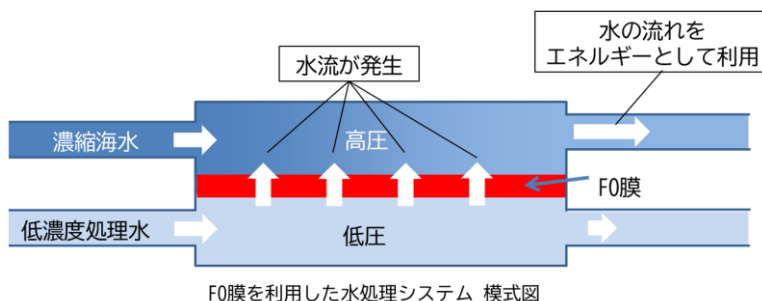 水の流れを
エネルギーとして利用
水流が発生
濃縮海水
高圧
FO膜
低濃度処理水
低圧
FO膜を利用した水処理システム 模式図